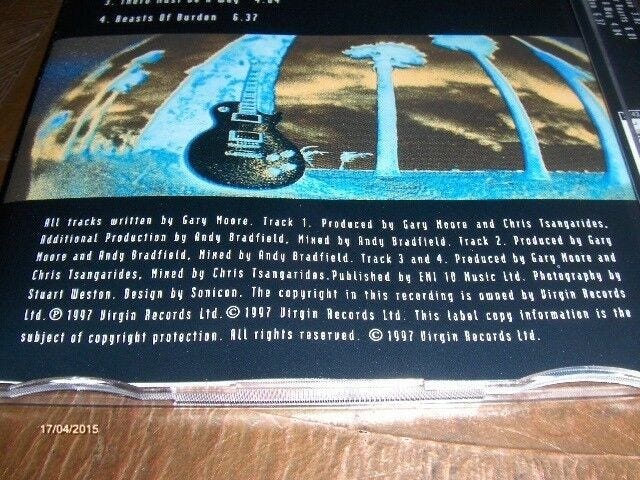 3. There Must Be A Way 4.04
4. Beasts Of Burden 6.37
All tracks written by Gary Moore. Track 1. Produced by Gary Moore and Chris Tsangarides.
Additional Production by Andy Bradfield, Mixed by Andy Bradfield. Track 2. Produced by Gary
Moore and Andy Bradfield, Mixed by Andy Bradfield. Track 3 and 4. Produced by Gary Moore and
Chris Tsangarides, Mixed by Chris Tsangarides.Published by EMI 10 Music Ltd. Photography by
Stuart Weston. Design by Sonicon. The copyright in this recording is owned by Virgin Records
Ltd.℗1997 Virgin Records Ltd.©1997 Virgin Records Ltd. This label copy information is the
subject of copyright protection. All rights reserved. ©1997 Virgin Records Ltd.
17/04/2015